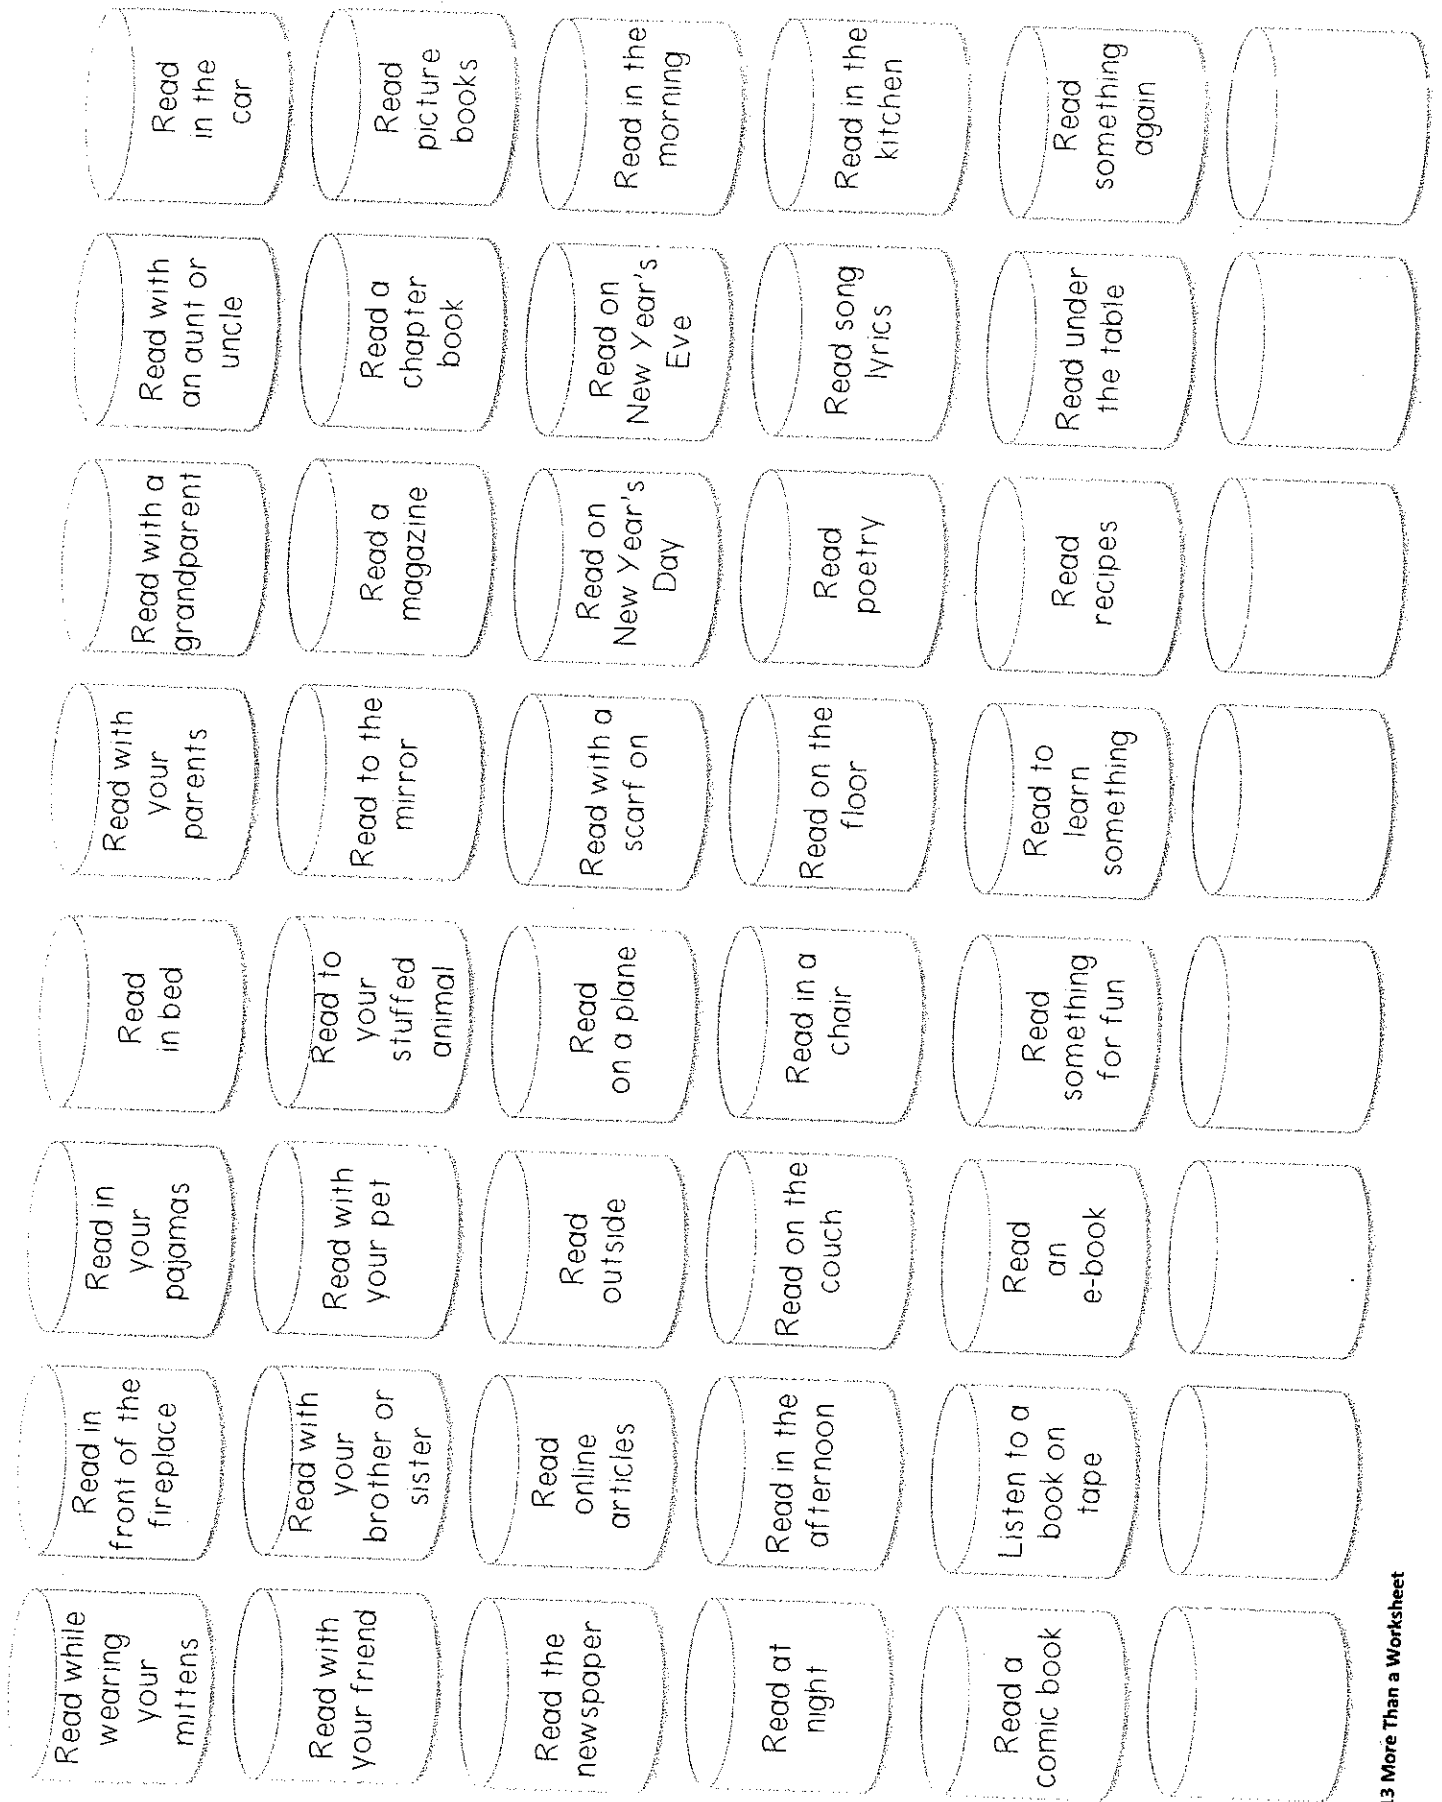 Read while
wearing
your
mittens
Read in
front of the
fireplace
Read in
your
pajamas
Read
in bed
Read with
your
parents
Read with a
grandparent
Read with
an aunt or
uncle
Read
in the
car
Read with
your friend
Read with
your
brother or
sister
Read with
your pet
Read to
your
stuffed
animal
Read to the
mirror
Read a
magazine
Read a
chapter
book
Read
picture
books
Read the
newspaper
Read
online
articles
Read
outside
Read
on a plane
Read with a
scarf on
Read on
New Year's
Day
Read on
New Year's
Eve
Read in the
morning
Read at
night
Read in the
afternoon
Read on the
couch
Read in a
chair
Read on the
floor
Read
poetry
Read song
lyrics
Read in the
kitchen
Read a
comic book
Listen to a
book on
tape
Read
an
e-book
Read
something
for fun
Read to
learn
something
Read
recipes
Read under
the table
Read
something
again
13 More Than a Worksheet